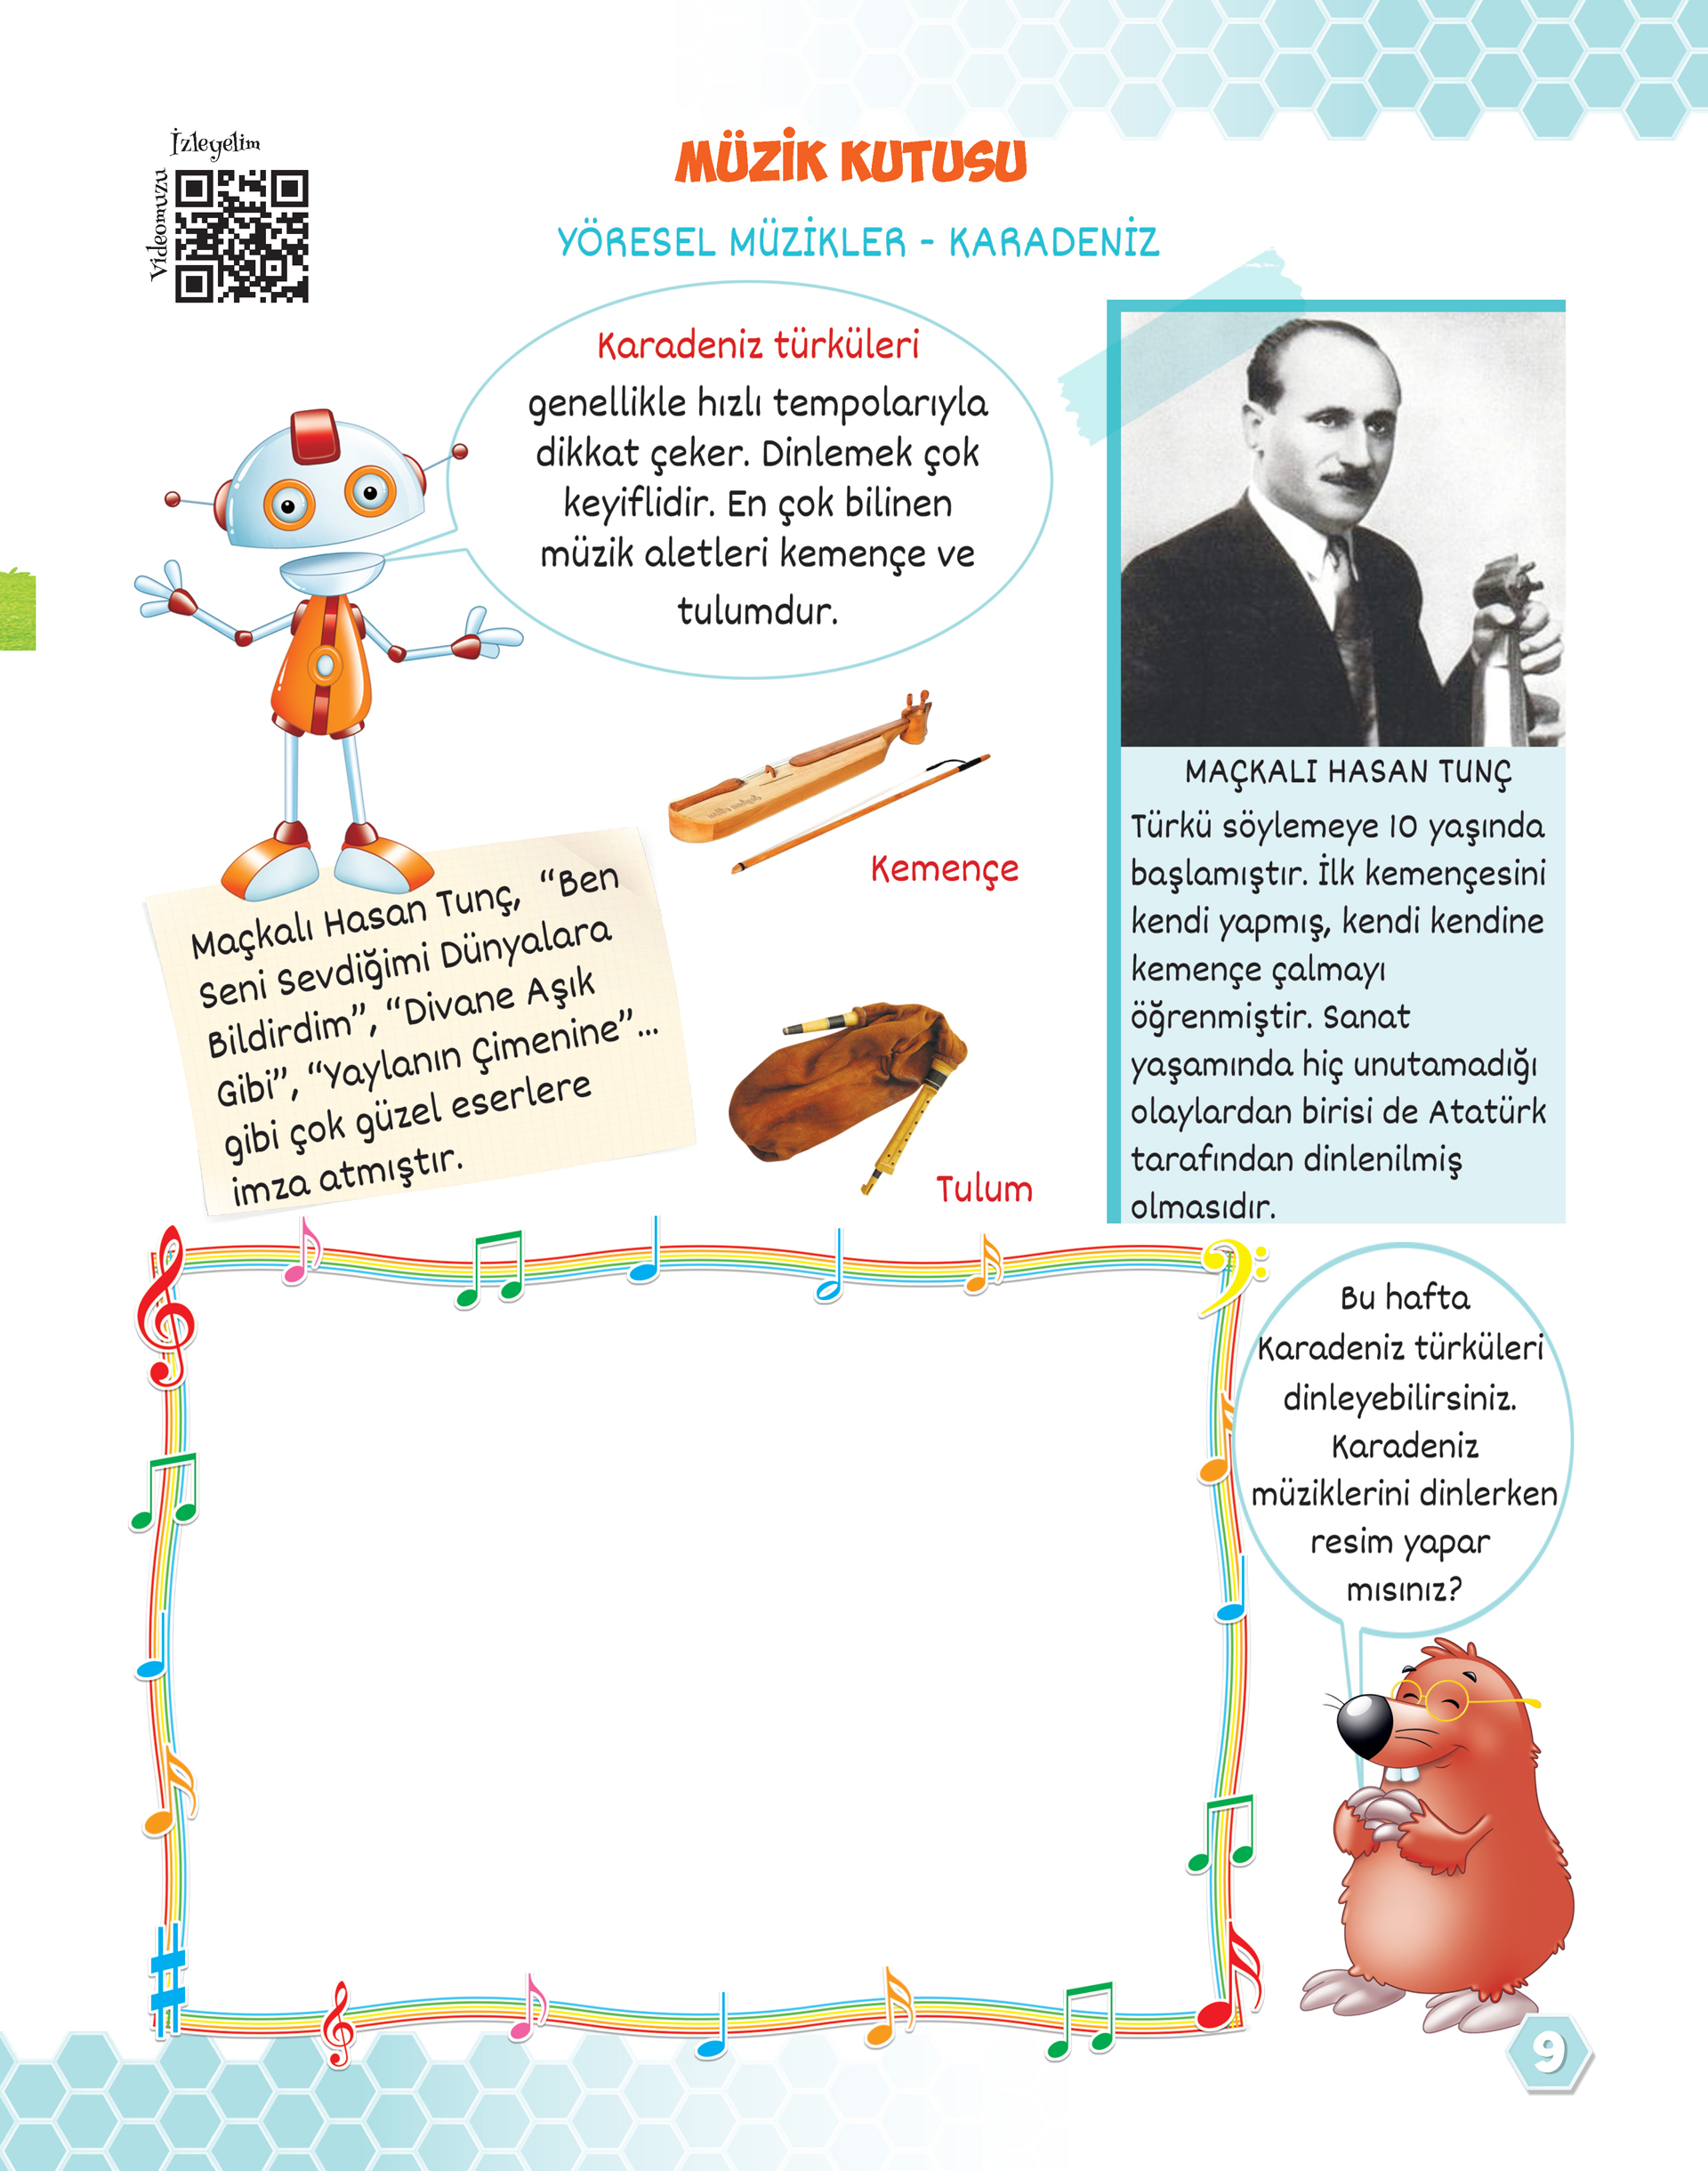 İzleyelim
Videomuzu
MÜZİK KUTUSU
YÖRESEL MÜZİKLER - KARADENİZ
Karadeniz türküleri
genellikle hızlı tempolarıyla
dikkat çeker. Dinlemek çok
keyiflidir. En çok bilinen
müzik aletleri kemençe ve
tulumdur.
MAÇKALI HASAN TUNÇ
Türkü söylemeye 10 yaşında
başlamıştır. İlk kemençesini
kendi yapmış, kendi kendine
kemençe çalmayı
öğrenmiştir. Sanat
yaşamında hiç unutamadığı
olaylardan birisi de Atatürk
tarafından dinlenilmiş
olmasıdır.
Kemençe
Maçkalı Hasan Tunç, “Ben
Seni Sevdiğimi Dünyalara
Bildirdim”, “Divane Aşık
Gibi”, “Yaylanın Çimenine”...
gibi çok güzel eserlere
imza atmıştır.
Tulum
Bu hafta
Karadeniz türküleri
dinleyebilirsiniz.
Karadeniz
müziklerini dinlerken
resim yapar
mısınız?
9